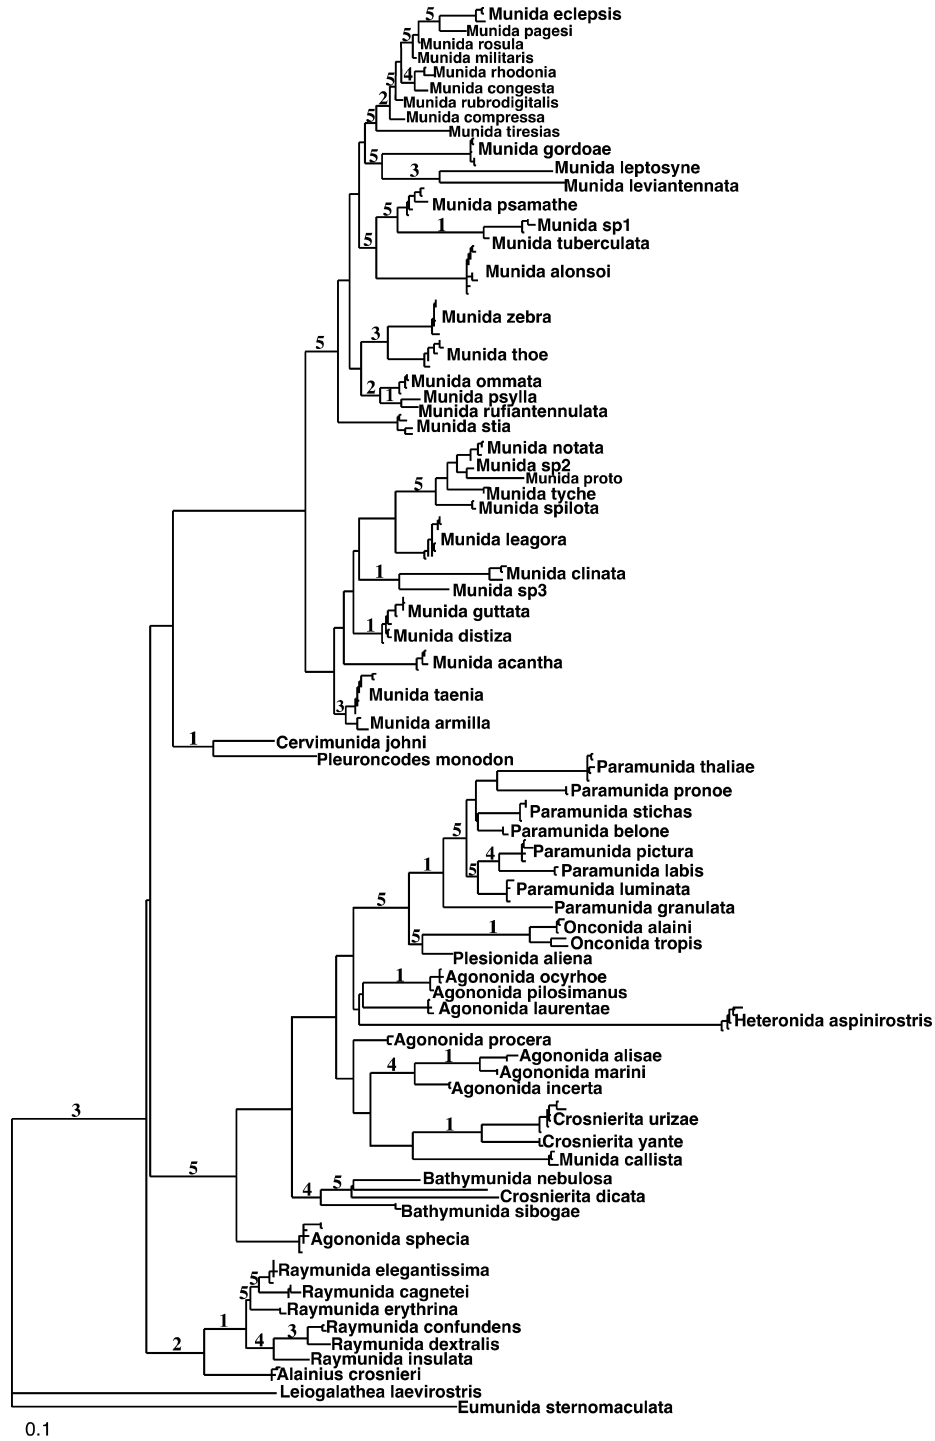 5 Munida eclepsis
Munida pagesi
5 Munida rosula
Munida militaris
Munida rhodonia
5 4 Munida congesta
2 Munida rubrodigitalis
5 Munida compressa
Munida tiresias
5 Munida gordoae
3 Munida leptosyne
Munida leviantennata
5 Munida psamathe
1 Munida sp1
5 Munida tuberculata
Munida alonsoi
Munida zebra
3
5 Munida thoe
Munida ommata
2 1 Munida psylla
Munida rufiantennulata
Munida stia
Munida notata
Munida sp2
5 Munida proto
Munida tyche
Munida spilota
Munida leagora
1 Munida clinata
Munida sp3
Munida guttata
1 Munida distiza
Munida acantha
Munida taenia
3
Munida armilla
1 Cervimunida johni
Pleuroncodes monodon
Paramunida thaliae
Paramunida pronoe
Paramunida stichas
5 Paramunida belone
4 Paramunida pictura
1 5 Paramunida labis
Paramunida luminata
5 Paramunida granulata
1 Onconida alaini
5 Onconida tropis
Plesionida aliena
1 Agononida ocyrhoe
Agononida pilosimanus
Agononida laurentae
Heteronida aspinirostris
Agononida procera
1 Agononida alisae
4 Agononida marini
Agononida incerta
3
1 Crosnierita urizae
Crosnierita yante
Munida callista
5
5 Bathymunida nebulosa
4 Crosnierita dicata
Bathymunida sibogae
Agononida sphecia
Raymunida elegantissima
5
5 Raymunida cagnetei
Raymunida erythrina
1 3 Raymunida confundens
2 4 Raymunida dextralis
Raymunida insulata
Alainius crosnieri
Leiogalathea laevirostris
Eumunida sternomaculata
0.1